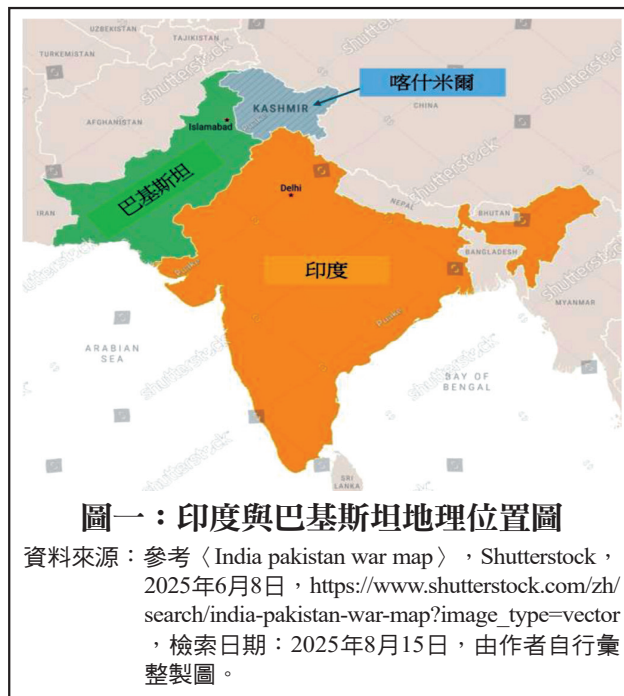 UZBEKISTAN
TAJIKISTAN
TURKMENISTAN
喀什米爾
KASHMIR
CHINA
AFGHANISTAN
Islamabad
巴基斯坦
IRAN
Delhi
NEPAL
BHUTAN
BANGLADESH
印度
MYANMAR
ARABIAN
SEA
BAY OF
BENGAL
SRI
LANKA
shutterstock
圖一：印度與巴基斯坦地理位置圖
資料來源：參考〈India pakistan war map〉，Shutterstock，
2025年6月8日，https://www.shutterstock.com/zh/
search/india-pakistan-war-map?image_type=vector
，檢索日期：2025年8月15日，由作者自行彙
整製圖。